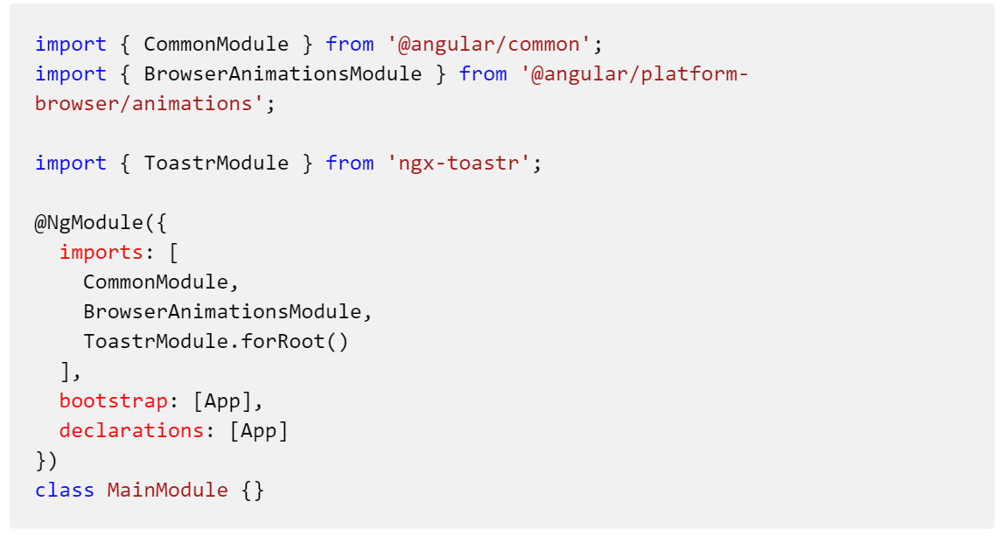 import { CommonModule } from '@angular/common';
import { BrowserAnimationsModule } from '@angular/platform-
browser/animations';
import { ToastrModule } from 'ngx-toastr';
@NgModule({
  imports: [
    CommonModule,
    BrowserAnimationsModule,
    ToastrModule.forRoot()
  ],
  bootstrap: [App],
  declarations: [App]
})
class MainModule {}